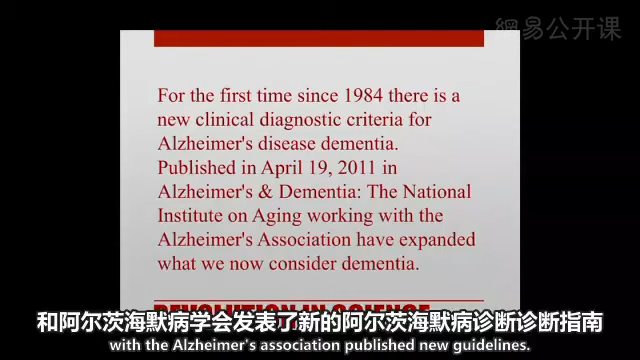 網易公开课
For the first time since 1984 there is a
new clinical diagnostic criteria for
Alzheimer's disease dementia.
Published in April 19, 2011 in
Alzheimer's & Dementia: The National
Institute on Aging working with the
Alzheimer's Association have expanded
what we now consider dementia.
REVOLUTION IN SCIENCE
和阿尔茨海默病学会发表了新的阿尔茨海默病诊断诊断指南
with the Alzheimer's association published new guidelines.